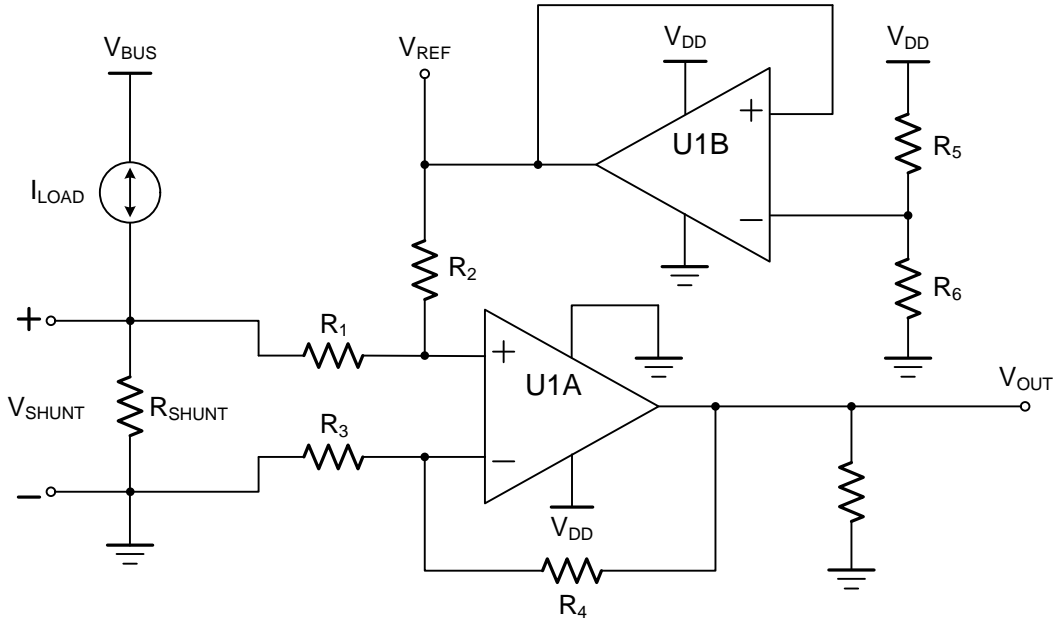 V_BUS
V_REF
V_DD
V_DD
+
U1B
−
R_5
R_6
I_LOAD
R_2
+
R_1
+
U1A
−
V_OUT
V_SHUNT
R_SHUNT
R_3
−
V_DD
R_4